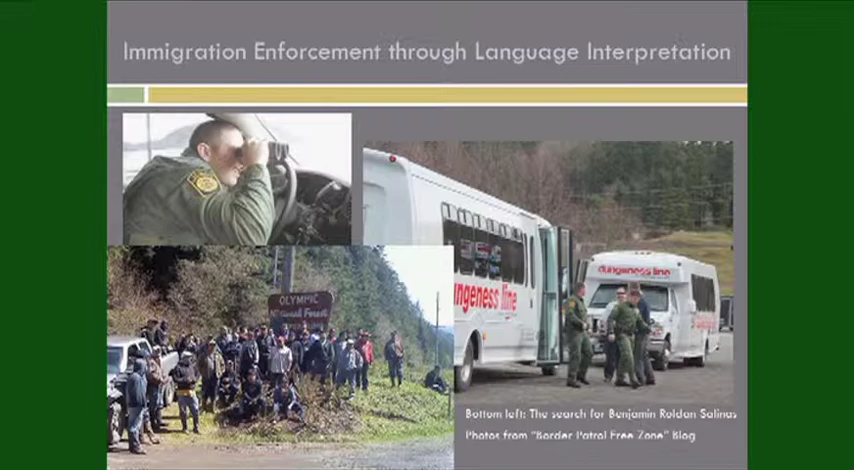 Immigration Enforcement through Language Interpretation
dungeness line
dungeness line
OLYMPIC
National Forest
Bottom left: The search for Benjamin Roldan Salinas
Photos from "Border Patrol Free Zone" Blog